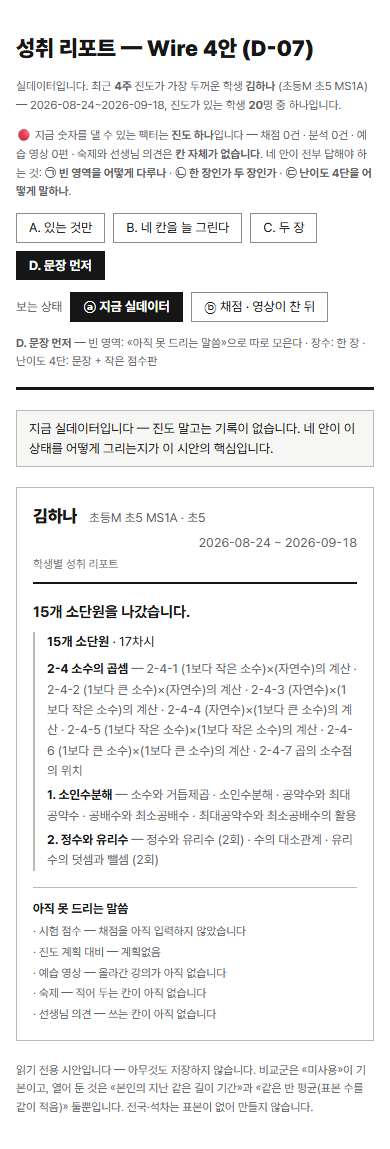 성취 리포트 — Wire 4안 (D-07)
실데이터입니다. 최근 4주 진도가 가장 두꺼운 학생 김하나 (초등M 초5 MS1A)
— 2026-08-24~2026-09-18, 진도가 있는 학생 20명 중 하나입니다.
🔴 지금 숫자를 댈 수 있는 팩터는 진도 하나입니다 — 채점 0건 · 분석 0건 · 예
습 영상 0편 · 숙제와 선생님 의견은 칸 자체가 없습니다. 네 안이 전부 답해야 하
는 것: ㉠ 빈 영역을 어떻게 다루나 · ㉡ 한 장인가 두 장인가 · ㉢ 난이도 4단을 어
떻게 말하나.
A. 있는 것만
B. 네 칸을 늘 그린다
C. 두 장
D. 문장 먼저
보는 상태
ⓐ 지금 실데이터
ⓑ 채점 · 영상이 찬 뒤
D. 문장 먼저 — 빈 영역: «아직 못 드리는 말씀»으로 따로 모은다 · 장수: 한 장 ·
난이도 4단: 문장 + 작은 점수판
지금 실데이터입니다 — 진도 말고는 기록이 없습니다. 네 안이 이
상태를 어떻게 그리는지가 이 시안의 핵심입니다.
김하나 초등M 초5 MS1A · 초5
2026-08-24 ~ 2026-09-18
학생별 성취 리포트
15개 소단원을 나갔습니다.
15개 소단원 · 17차시
2-4 소수의 곱셈 — 2-4-1 (1보다 작은 소수)×(자연수)의 계산 ·
2-4-2 (1보다 큰 소수)×(자연수)의 계산 · 2-4-3 (자연수)×(1
보다 작은 소수)의 계산 · 2-4-4 (자연수)×(1보다 큰 소수)의 계
산 · 2-4-5 (1보다 작은 소수)×(1보다 작은 소수)의 계산 · 2-4-
6 (1보다 큰 소수)×(1보다 큰 소수)의 계산 · 2-4-7 곱의 소수점
의 위치
1. 소인수분해 — 소수와 거듭제곱 · 소인수분해 · 공약수와 최대
공약수 · 공배수와 최소공배수 · 최대공약수와 최소공배수의 활용
2. 정수와 유리수 — 정수와 유리수 (2회) · 수의 대소관계 · 유리
수의 덧셈과 뺄셈 (2회)
아직 못 드리는 말씀
· 시험 점수 — 채점을 아직 입력하지 않았습니다
· 진도 계획 대비 — 계획없음
· 예습 영상 — 올라간 강의가 아직 없습니다
· 숙제 — 적어 두는 칸이 아직 없습니다
· 선생님 의견 — 쓰는 칸이 아직 없습니다
읽기 전용 시안입니다 — 아무것도 저장하지 않습니다. 비교군은 «미사용»이 기
본이고, 열어 둔 것은 «본인의 지난 같은 길이 기간»과 «같은 반 평균(표본 수를
같이 적음)» 둘뿐입니다. 전국·석차는 표본이 없어 만들지 않습니다.